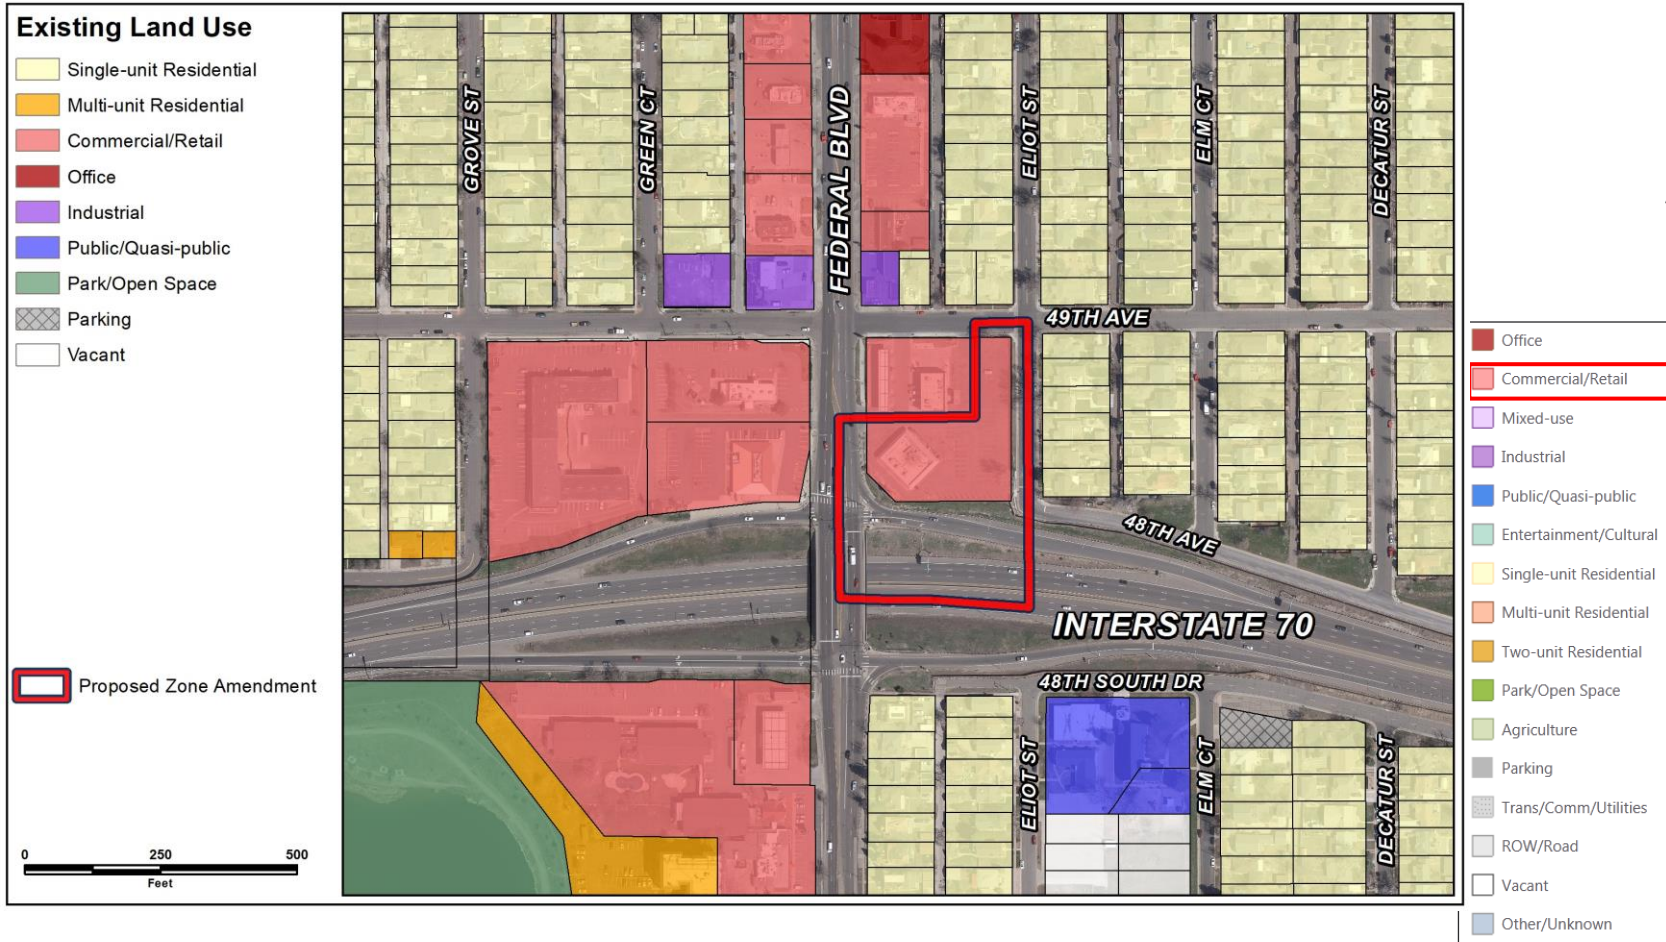 Existing Land Use
Single-unit Residential
Multi-unit Residential
Commercial/Retail
Office
Industrial
Public/Quasi-public
Park/Open Space
Parking
Vacant
Proposed Zone Amendment
0 250 500
Feet
GROVE ST
GREEN CT
FEDERAL BLVD
ELIOT ST
ELM CT
DECATUR ST
49TH AVE
48TH AVE
INTERSTATE 70
48TH SOUTH DR
ELIOT ST
ELM CT
DECATUR ST
Office
Commercial/Retail
Mixed-use
Industrial
Public/Quasi-public
Entertainment/Cultural
Single-unit Residential
Multi-unit Residential
Two-unit Residential
Park/Open Space
Agriculture
Parking
Trans/Comm/Utilities
ROW/Road
Vacant
Other/Unknown